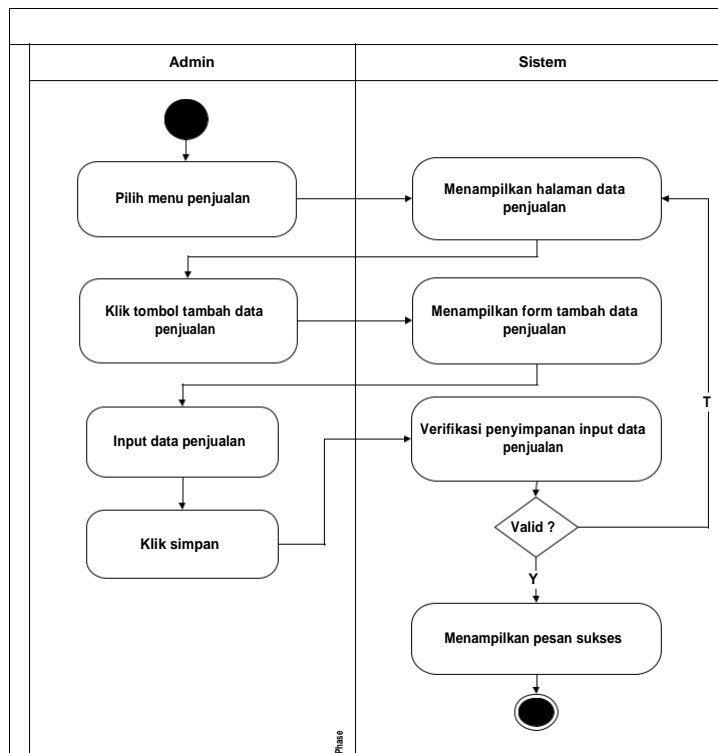 Admin
Sistem
Pilih menu penjualan
Menampilkan halaman data
penjualan
Klik tombol tambah data
penjualan
Menampilkan form tambah data
penjualan
T
Input data penjualan
Verifikasi penyimpanan input data
penjualan
Klik simpan
Valid ?
Y
Menampilkan pesan sukses
Phase